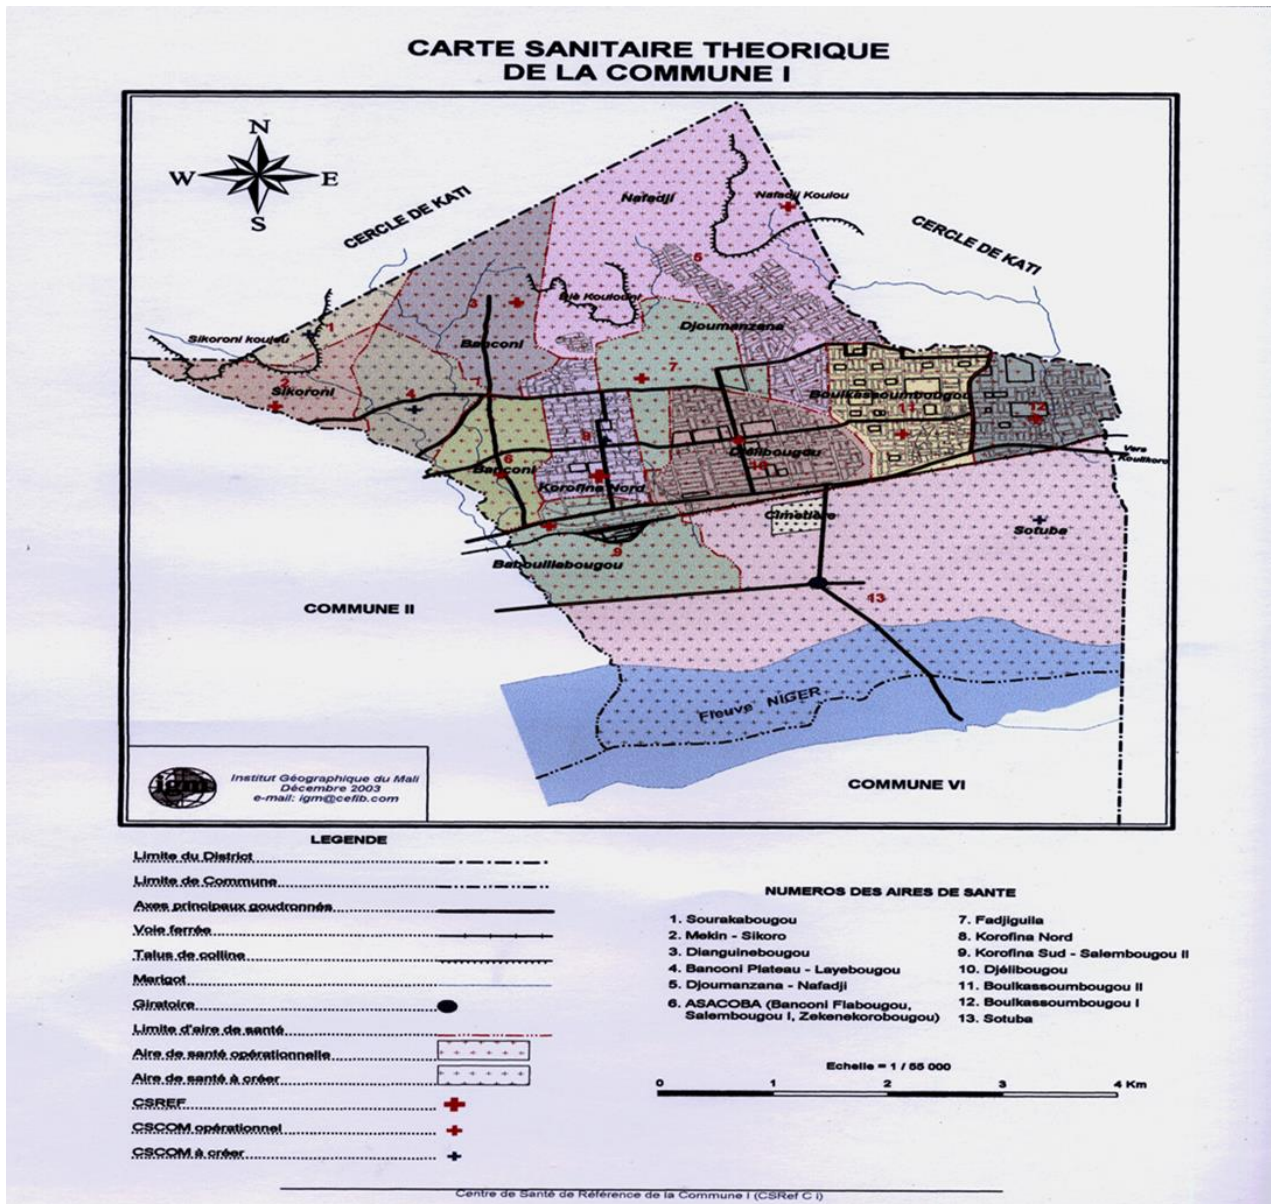 CARTE SANITAIRE THEORIQUE
DE LA COMMUNE I
N
W E
S
CERCLE DE KATI
CERCLE DE KATI
Nafadji
Nafadji Koulou
5
3
Djè Koulouni
1
Sikoroni koulou
Djoumanzana
Banconi
7
2
Sikoroni
4
1
Boulkassoumbougou
11
12
8
Djélibougou
10
6
Banconi
Korofina Nord
Vers
Koulikoro
Cimetière
Sotuba
9
Babouillabougou
13
COMMUNE II
Fleuve NIGER
COMMUNE VI
igm
Institut Géographique du Mali
Décembre 2003
e-mail: igm@cefib.com
LEGENDE
Limite du District
Limite de Commune
Axes principaux goudronnés
Voie ferrée
Talus de colline
Marigot
Giratoire
Limite d'aire de santé
Aire de santé opérationnelle
Aire de santé à créer
CSREF
CSCOM opérationnel
CSCOM à créer
NUMEROS DES AIRES DE SANTE
1. Sourakabougou
2. Mekin - Sikoro
3. Dianguinebougou
4. Banconi Plateau - Layebougou
5. Djoumanzana - Nafadji
6. ASACOBA (Banconi Flabougou,
Salembougou I, Zekenekorobougou)
7. Fadjiguila
8. Korofina Nord
9. Korofina Sud - Salembougou II
10. Djélibougou
11. Boulkassoumbougou II
12. Boulkassoumbougou I
13. Sotuba
Echelle = 1 / 55 000
0 1 2 3 4 Km
Centre de Santé de Référence de la Commune I (CSRef C I)